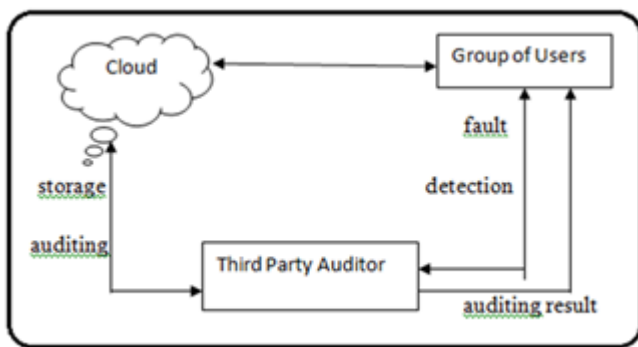 Cloud
Group of Users
fault
detection
storage
auditing
Third Party Auditor
auditing result